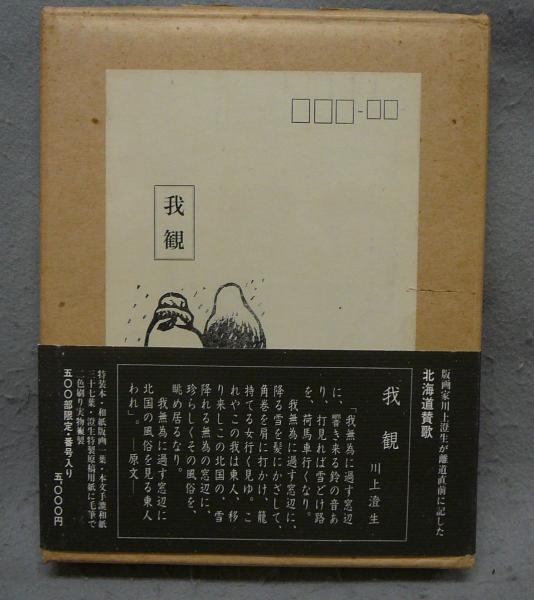 我観
版画家川上澄生が離道直前に記した
北海道賛歌
我観 川上澄生
「我無為に過す窓辺
に、響き来る鈴の音あ
り、打見れば雪どけ路
を、荷馬車行くなり。
我無為に過す窓辺に、
降る雪を髪にかざして、
角巻を肩に打かけ、籠
持てる女行く見ゆ。こ
れやこの我は東人、移
り来しこの北国の、雪
降れる無為の窓辺に、
珍らしくその風俗を、
眺め居るなり。
我無為に過す窓辺に
北国の風俗を見る東人
われ」。 ―原文―
特装本・和紙版画一葉・本文手漉和紙
三十七葉・澄生特製原稿用紙に毛筆で
二色刷り実物複製
五〇〇部限定・番号入り 五、〇〇〇円